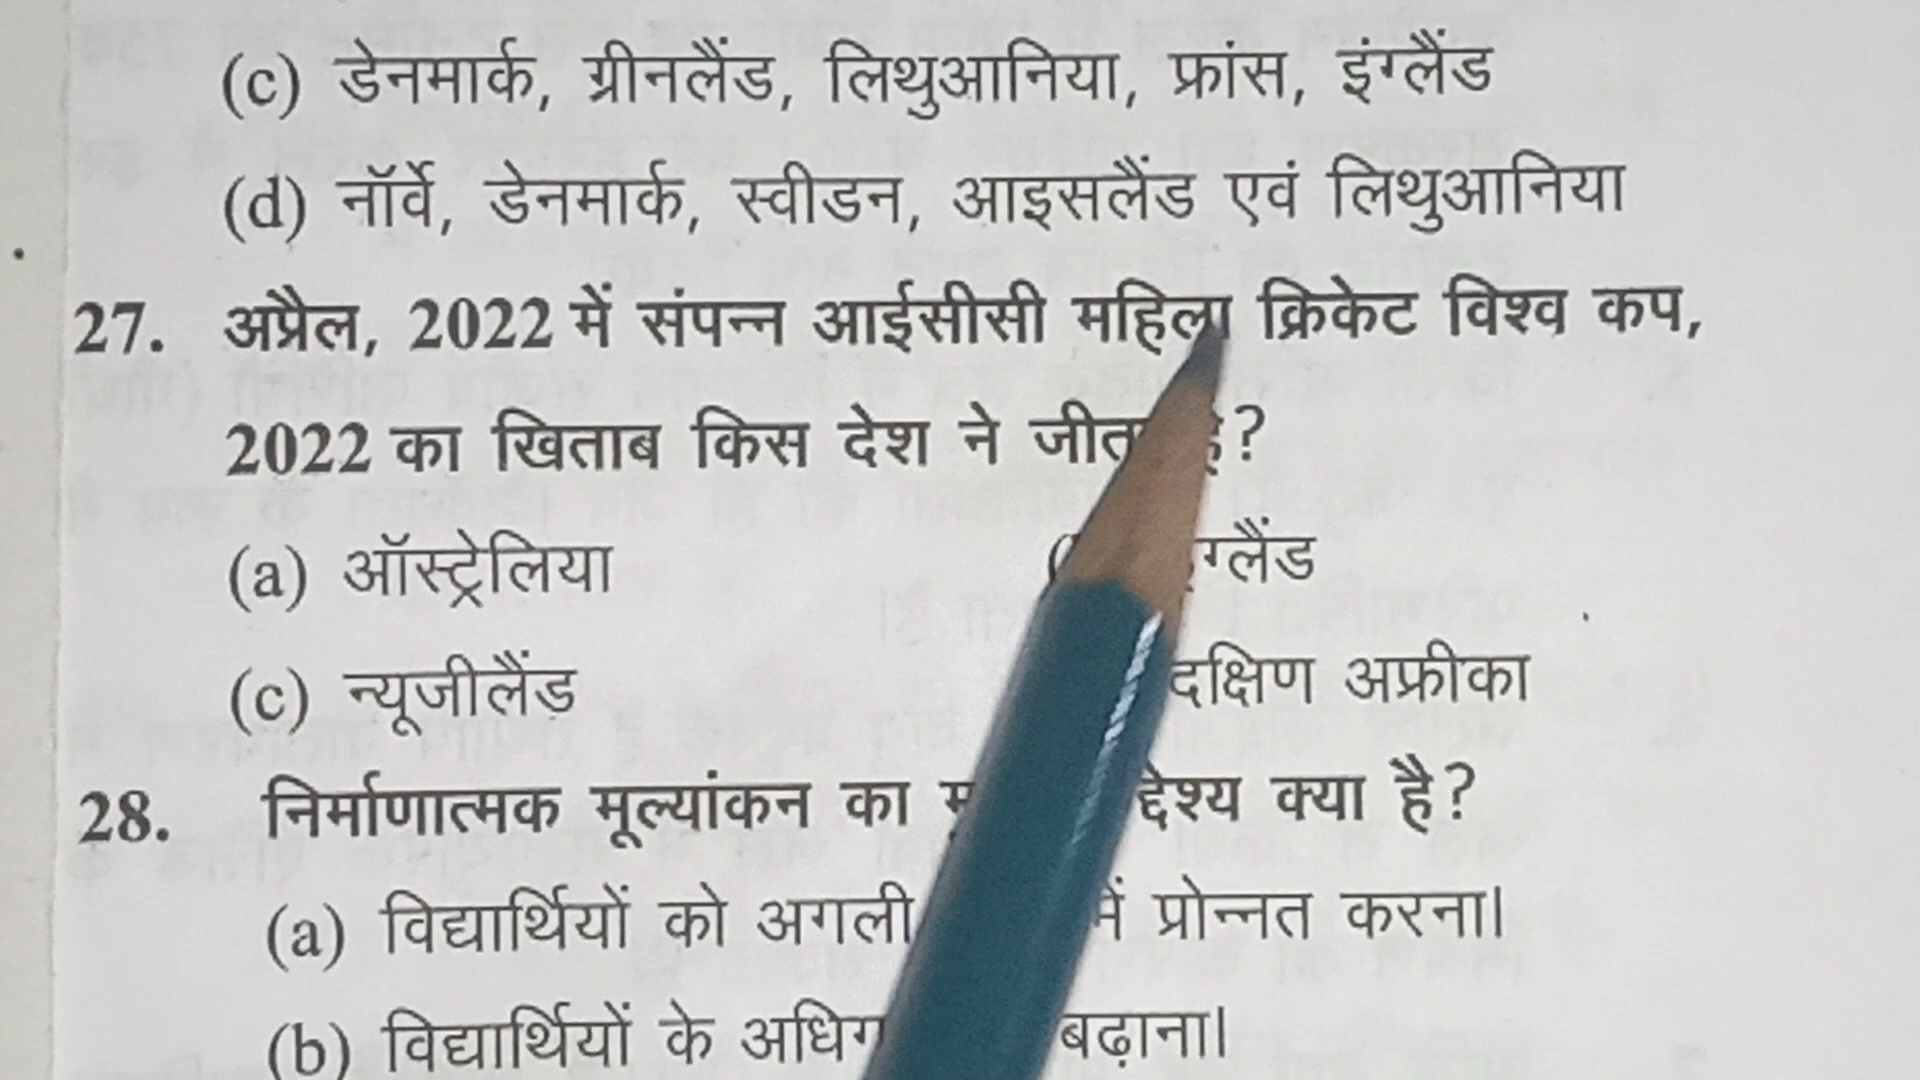 (c) डेनमार्क, ग्रीनलैंड, लिथुआनिया, फ्रांस, इंग्लैंड
(d) नॉर्वे, डेनमार्क, स्वीडन, आइसलैंड एवं लिथुआनिया
27. अप्रैल, 2022 में संपन्न आईसीसी महिला क्रिकेट विश्व कप,
2022 का खिताब किस देश ने ?
(a) ऑस्ट्रेलिया
(c) न्यूजीलैंड दक्षिण अफ्रीका
28. निर्माणात्मक मूल्यांकन का क्या है?
(a) विद्यार्थियों को अगली में प्रोन्नत करना।
(b) विद्यार्थियों के बढ़ाना।